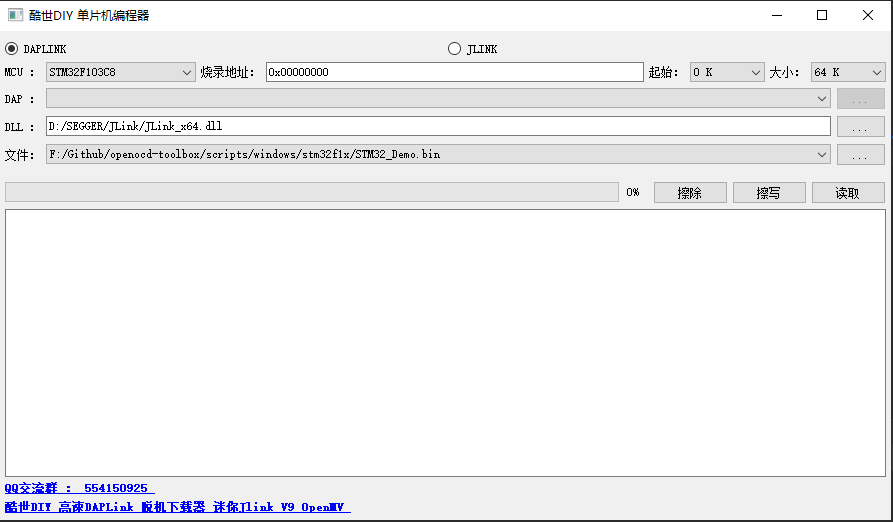 酷世DIY 单片机编程器
DAPLINK JLINK
MCU : STM32F103C8 烧录地址: 0x00000000 起始: 0 K 大小: 64 K
DAP : ...
DLL : D:/SEGGER/JLink/JLink_x64.dll ...
文件: F:/Github/openocd-toolbox/scripts/windows/stm32f1x/STM32_Demo.bin ...
0% 擦除 擦写 读取
QQ交流群 : 554150925
酷世DIY 高速DAPLink 脱机下载器 迷你Jlink V9 OpenMV